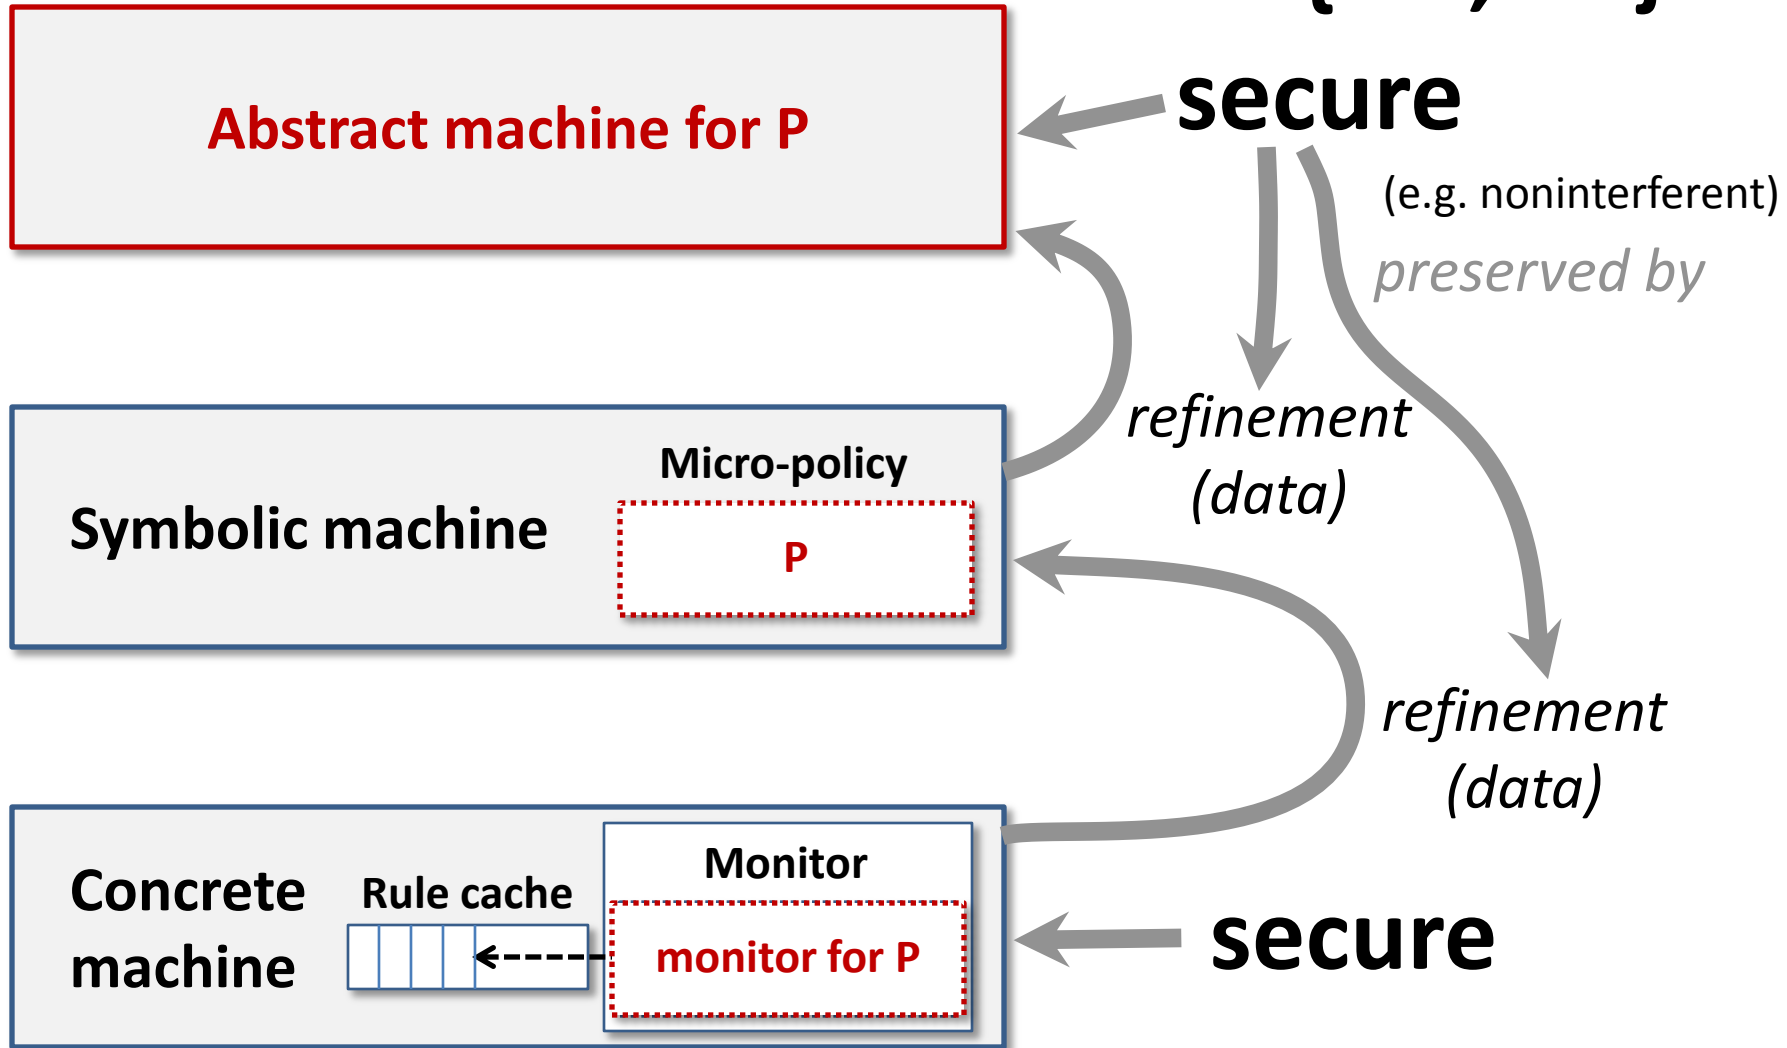 secure
Abstract machine for P
(e.g. noninterferent)
preserved by
refinement
(data)
Micro-policy
Symbolic machine
P
refinement
(data)
Monitor
Concrete
machine
Rule cache
monitor for P
secure